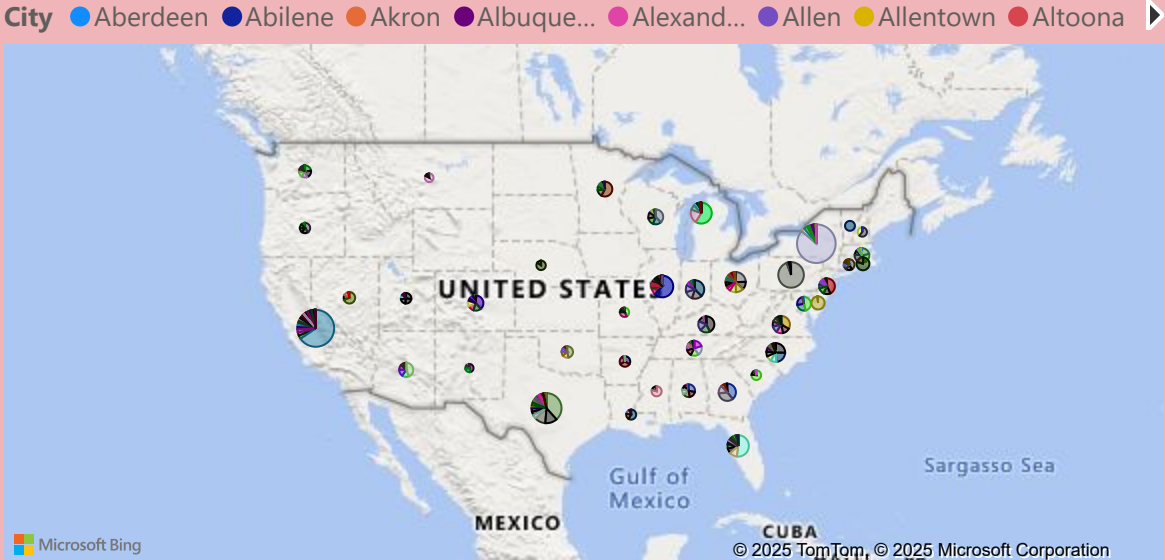 City Aberdeen Abilene Akron Albuque... Alexand... Allen Allentown Altoona
UNITED STATES
Gulf of
Mexico
Sargasso Sea
MEXICO
CUBA
Microsoft Bing
© 2025 TomTom, © 2025 Microsoft Corporation